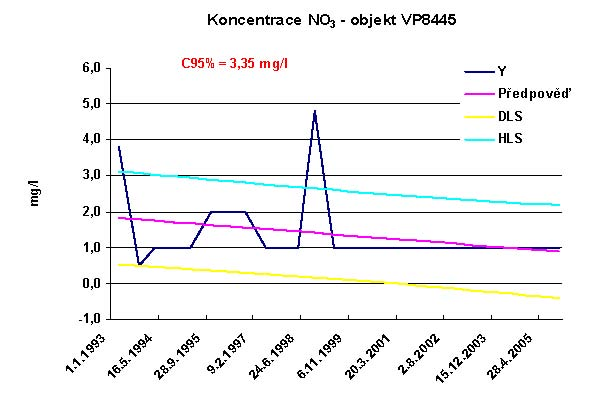 Koncentrace NO3 - objekt VP8445
C95% = 3,35 mg/l
Y
Předpověď
DLS
HLS
6,0
5,0
4,0
3,0
2,0
1,0
0,0
-1,0
mg/l
1.1.1993
16.5.1994
28.9.1995
9.2.1997
24.6.1998
6.11.1999
20.3.2001
2.8.2002
15.12.2003
28.4.2005